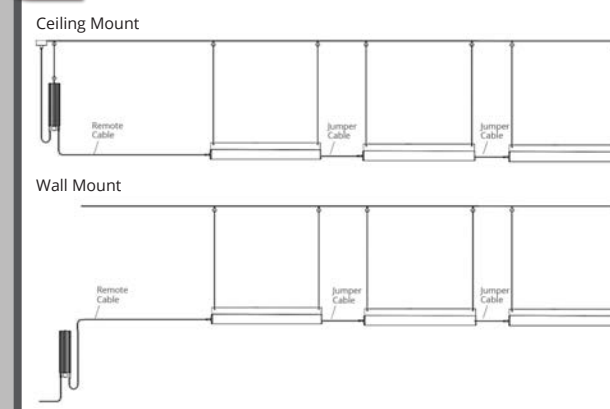 Ceiling Mount
Remote
Cable
Jumper
Cable
Jumper
Cable
Wall Mount
Remote
Cable
Jumper
Cable
Jumper
Cable